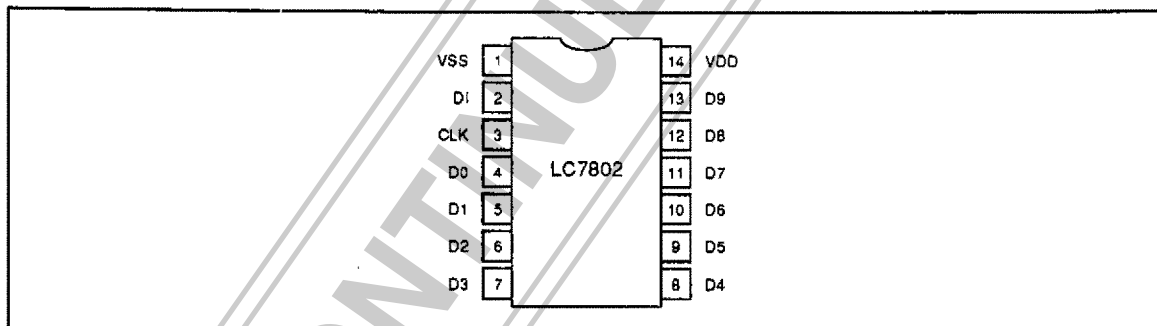 VSS 1 14 VDD
DI 2 13 D9
CLK 3 12 D8
D0 4 LC7802 11 D7
D1 5 10 D6
D2 6 9 D5
D3 7 8 D4
ONTINUE